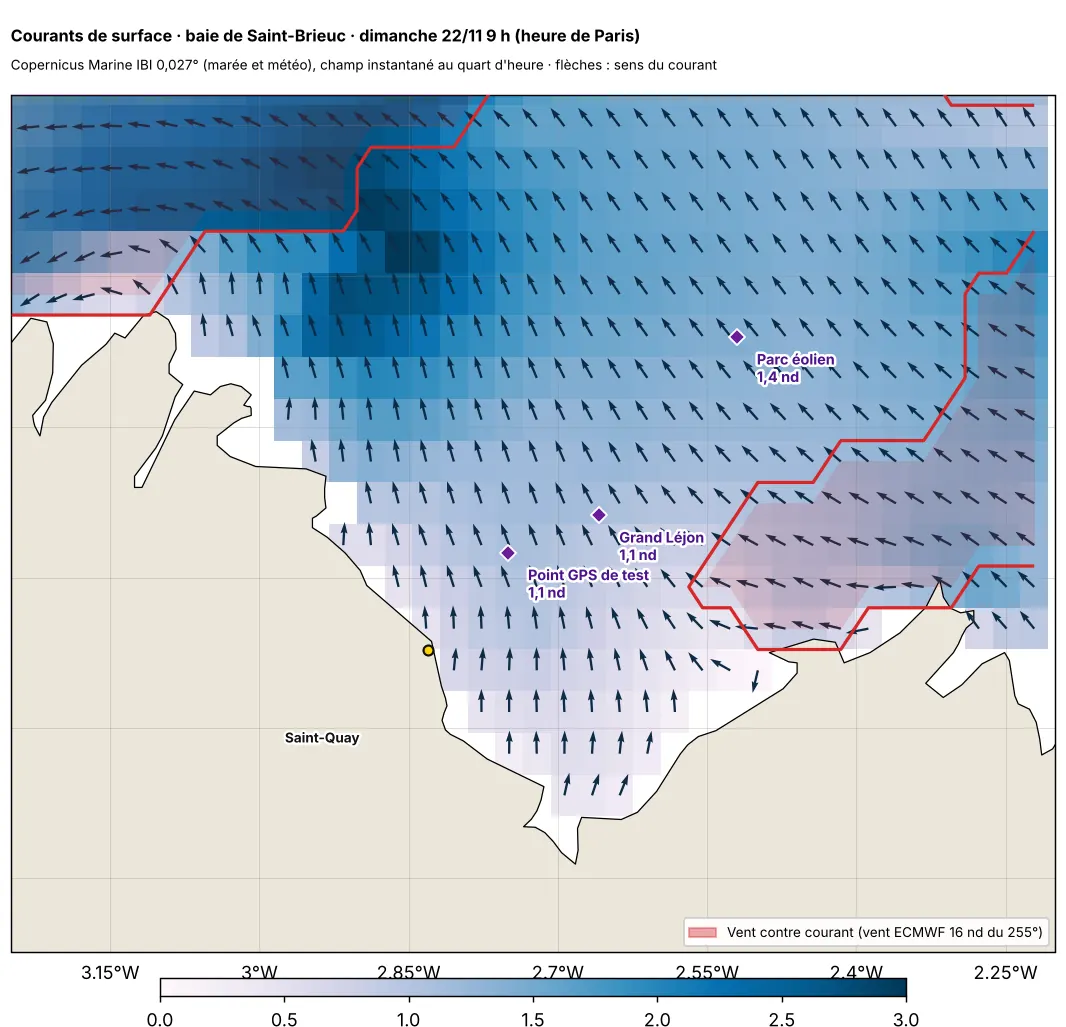 Courants de surface · baie de Saint-Brieuc · dimanche 22/11 9 h (heure de Paris)
Copernicus Marine IBI 0,027° (marée et météo), champ instantané au quart d'heure · flèches : sens du courant
Parc éolien
1,4 nd
Grand Léjon
1,1 nd
Point GPS de test
1,1 nd
Saint-Quay
Vent contre courant (vent ECMWF 16 nd du 255°)
3.15°W 3°W 2.85°W 2.7°W 2.55°W 2.4°W 2.25°W
0.0 0.5 1.0 1.5 2.0 2.5 3.0